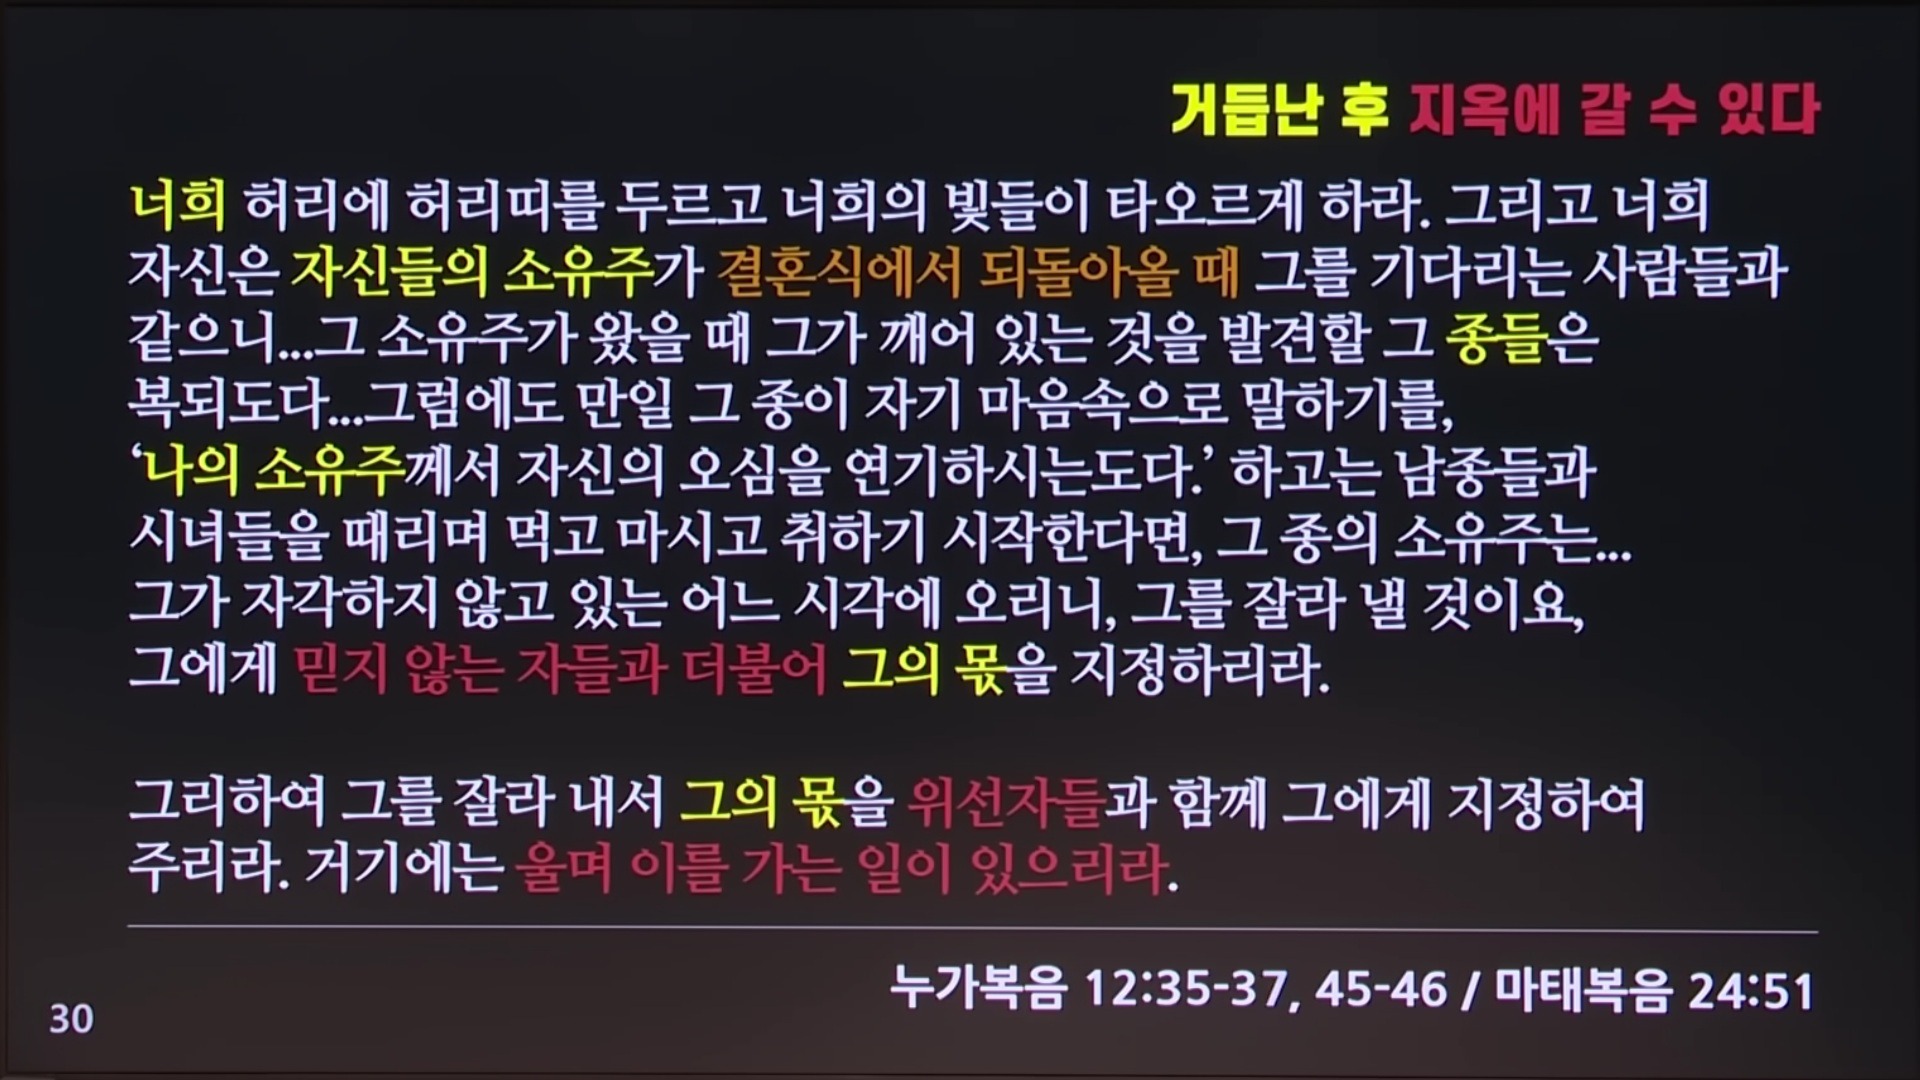 거듭난 후 지옥에 갈 수 있다
너희 허리에 허리띠를 두르고 너희의 빛들이 타오르게 하라. 그리고 너희
자신은 자신들의 소유주가 결혼식에서 되돌아올 때 그를 기다리는 사람들과
같으니...그 소유주가 왔을 때 그가 깨어 있는 것을 발견할 그 종들은
복되도다...그럼에도 만일 그 종이 자기 마음속으로 말하기를,
‘나의 소유주께서 자신의 오심을 연기하시는도다.’ 하고는 남종들과
시녀들을 때리며 먹고 마시고 취하기 시작한다면, 그 종의 소유주는...
그가 자각하지 않고 있는 어느 시각에 오리니, 그를 잘라 낼 것이요,
그에게 믿지 않는 자들과 더불어 그의 몫을 지정하리라.
그리하여 그를 잘라 내서 그의 몫을 위선자들과 함께 그에게 지정하여
주리라. 거기에는 울며 이를 가는 일이 있으리라.
누가복음 12:35-37, 45-46 / 마태복음 24:51
30